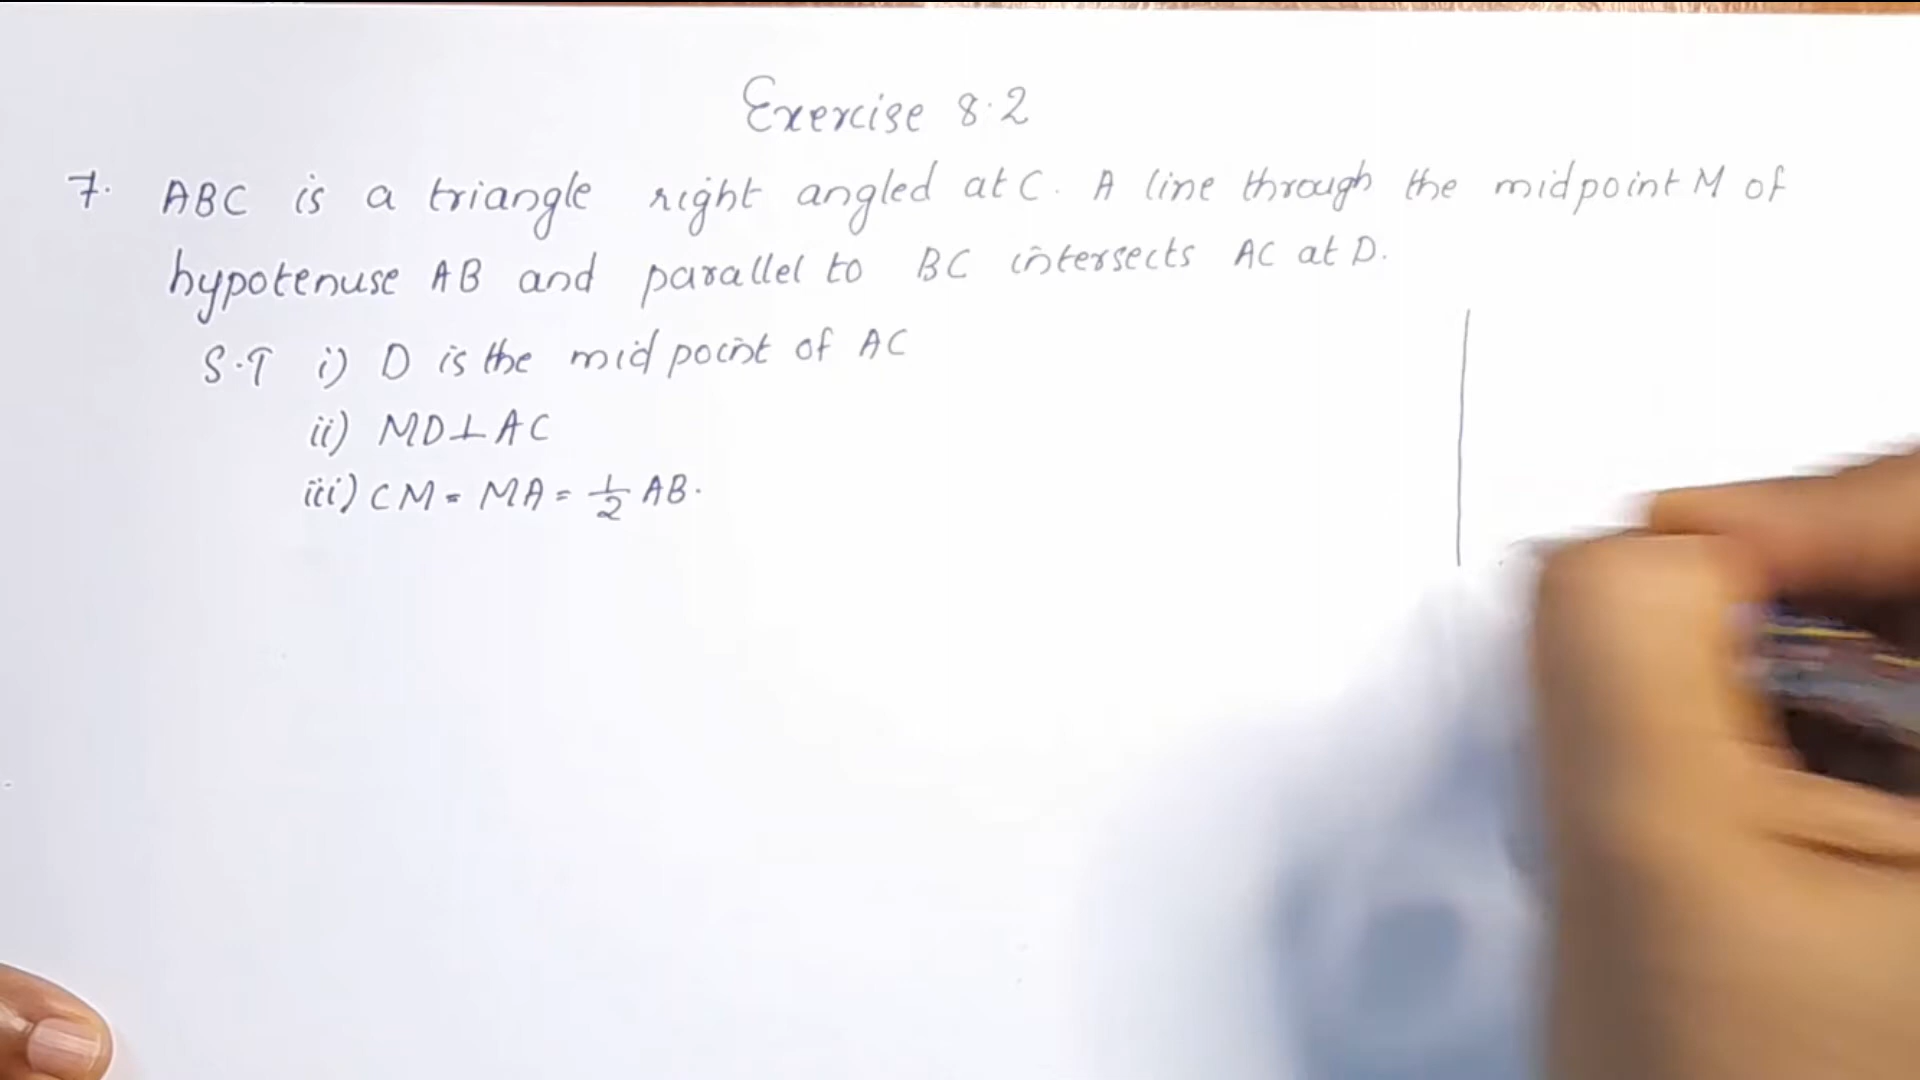 Exercise 8.2
7. ABC is a triangle right angled at C. A line through the midpoint M of
hypotenuse AB and parallel to BC intersects AC at D.
S.T i) D is the mid point of AC
ii) MD⊥AC
iii) CM = MA = 1/2 AB.